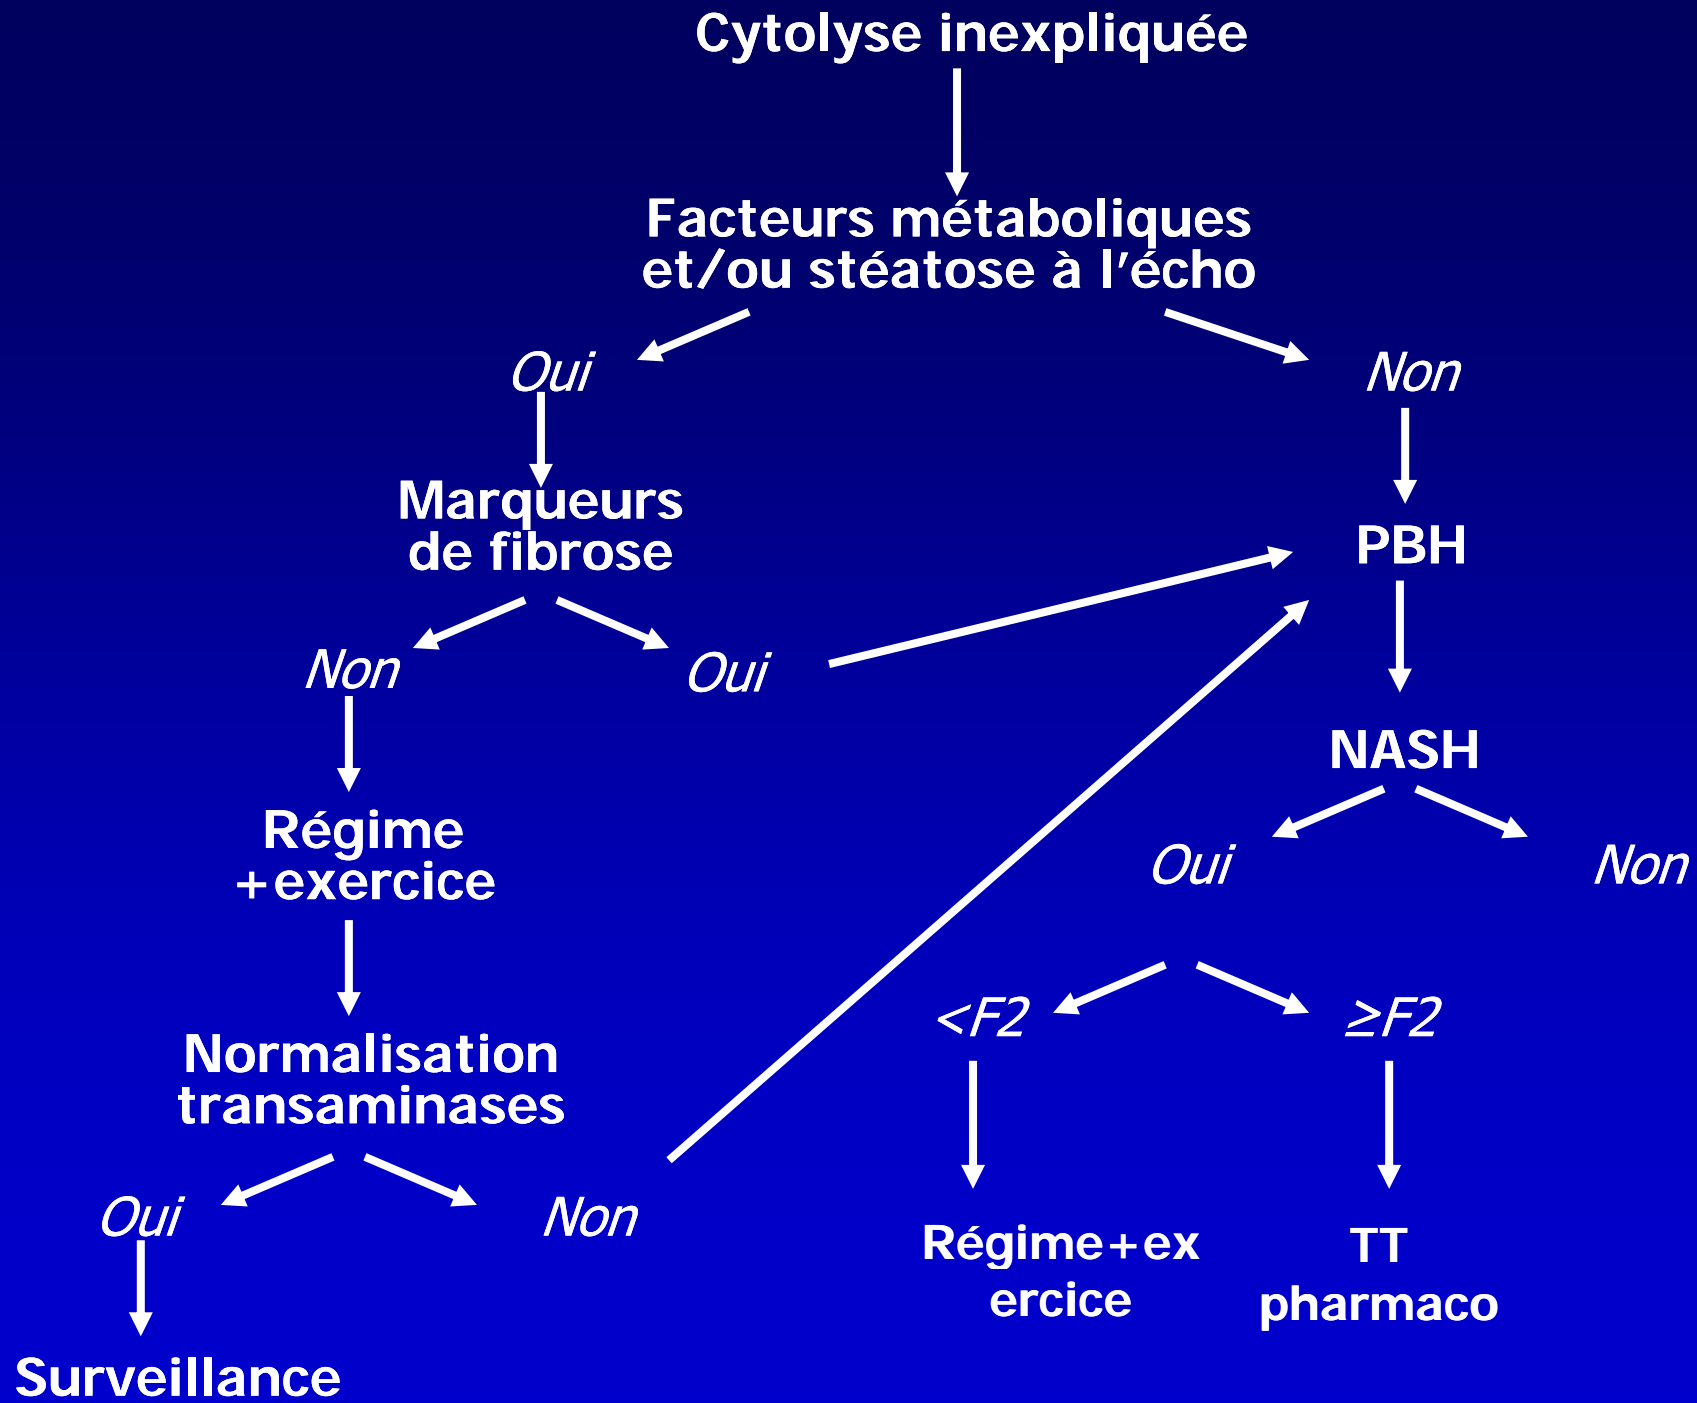 Cytolyse inexpliquée
Facteurs métaboliques
et/ou stéatose à l’écho
Oui
Non
Marqueurs
de fibrose
PBH
Non
Oui
NASH
Régime
+exercice
Oui
Non
<F2
≥F2
Normalisation
transaminases
Oui
Non
Régime+ex
ercice
TT
pharmaco
Surveillance